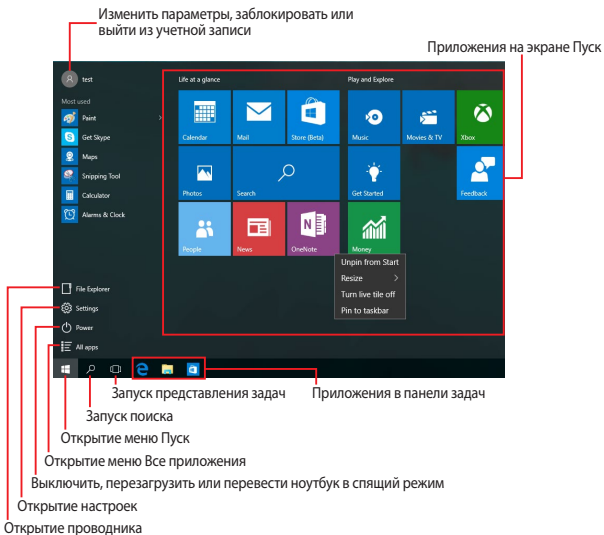 Изменить параметры, заблокировать или
выйти из учетной записи
Приложения на экране Пуск
test
Life at a glance
Play and Explore
Most used
Paint
Get Skype
Maps
Snipping Tool
Calculator
Alarms & Clock
Calendar
Mail
Store (Beta)
Music
Movies & TV
Xbox
Photos
Search
Get Started
Feedback
People
News
OneNote
Money
Unpin from Start
Resize
Turn live tile off
Pin to taskbar
File Explorer
Settings
Power
All apps
Запуск представления задач
Приложения в панели задач
Запуск поиска
Открытие меню Пуск
Открытие меню Все приложения
Выключить, перезагрузить или перевести ноутбук в спящий режим
Открытие настроек
Открытие проводника